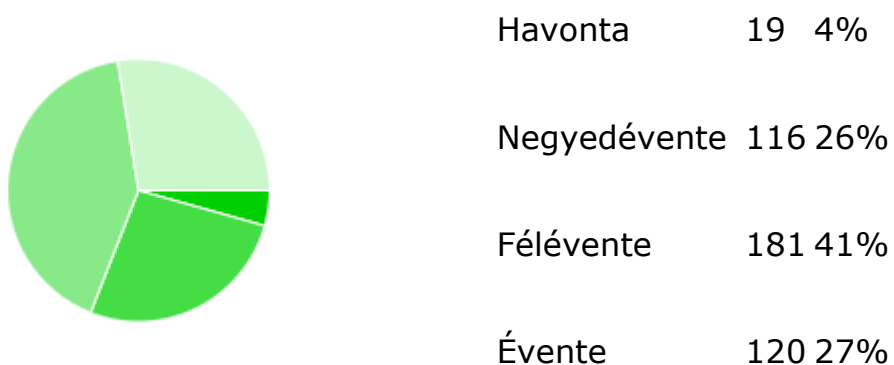 Havonta 19 4%
Negyedévente 116 26%
Félévente 181 41%
Évente 120 27%